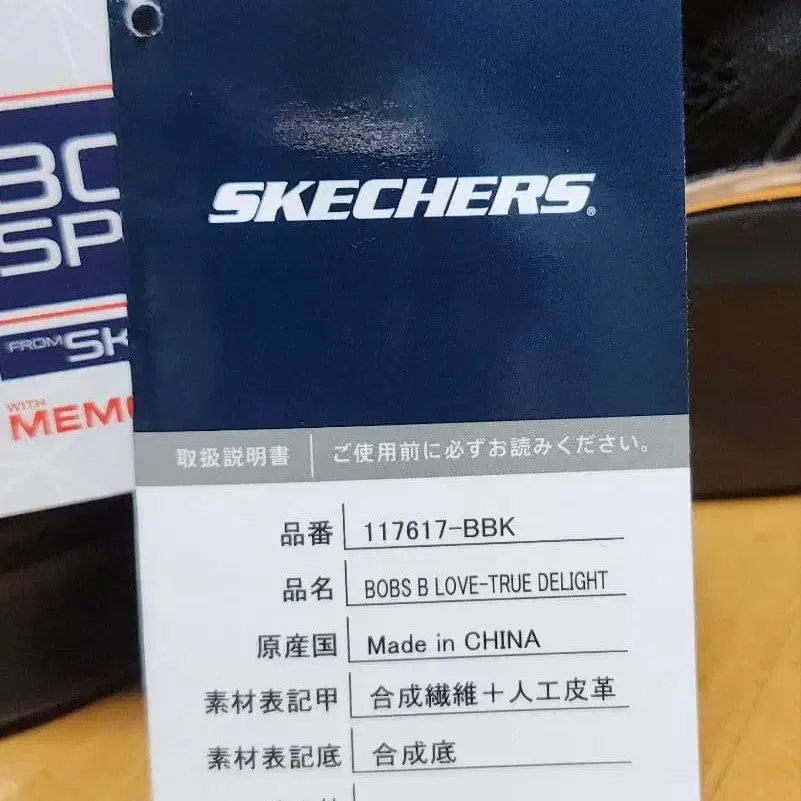 SKECHERS®
取扱説明書 ご使用前に必ずお読みください。
品番 117617-BBK
品名 BOBS B LOVE-TRUE DELIGHT
原産国 Made in CHINA
素材表記甲 合成繊維＋人工皮革
素材表記底 合成底
FROM SK
WITH